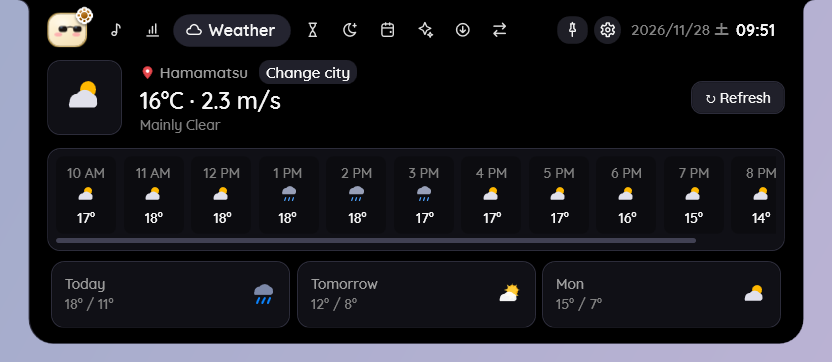 Weather
2026/11/28 土 09:51
Hamamatsu Change city
16°C · 2.3 m/s
Mainly Clear
Refresh
10 AM 11 AM 12 PM 1 PM 2 PM 3 PM 4 PM 5 PM 6 PM 7 PM 8 PM
17° 18° 18° 18° 18° 17° 17° 17° 16° 15° 14°
Today
18° / 11°
Tomorrow
12° / 8°
Mon
15° / 7°